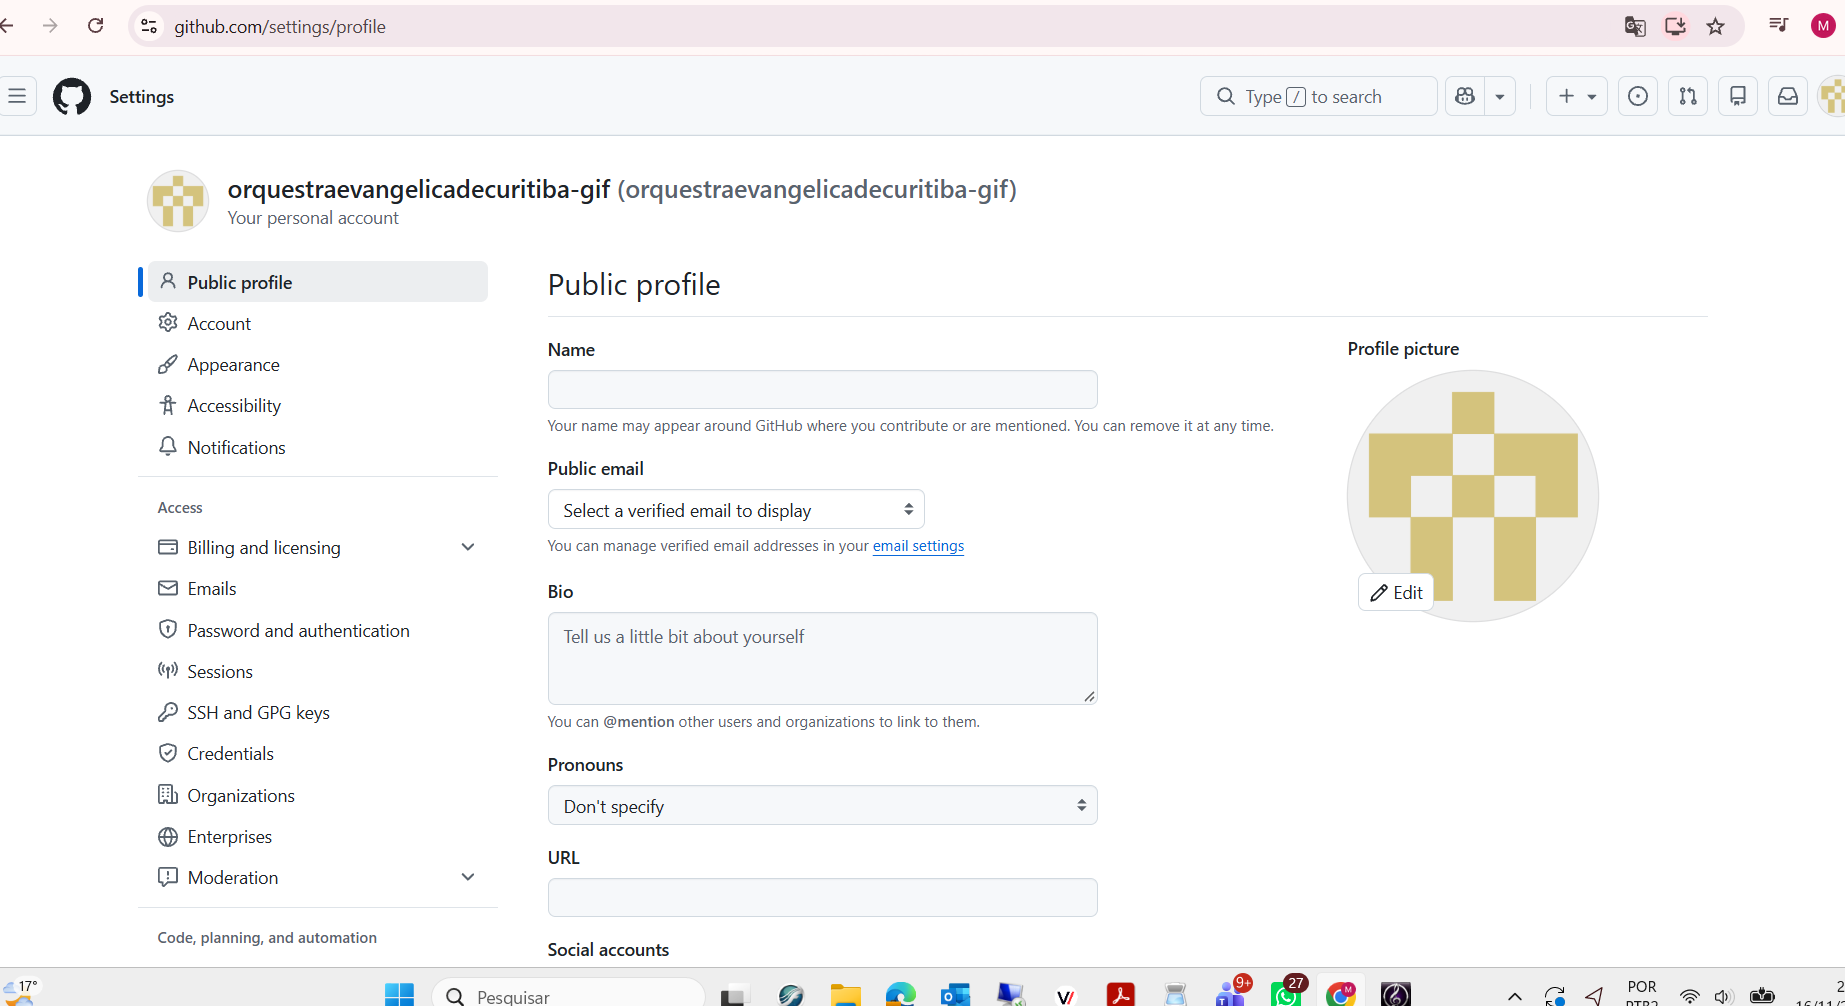 github.com/settings/profile
M
Settings
Type / to search
orquestraevangelicadecuritiba-gif (orquestraevangelicadecuritiba-gif)
Your personal account
Public profile
Account
Appearance
Accessibility
Notifications
Access
Billing and licensing
Emails
Password and authentication
Sessions
SSH and GPG keys
Credentials
Organizations
Enterprises
Moderation
Code, planning, and automation
Public profile
Name
Your name may appear around GitHub where you contribute or are mentioned. You can remove it at any time.
Public email
Select a verified email to display
You can manage verified email addresses in your email settings
Bio
Tell us a little bit about yourself
You can @mention other users and organizations to link to them.
Pronouns
Don't specify
URL
Social accounts
Profile picture
Edit
17°
Pesquisar
9+
27
M
POR